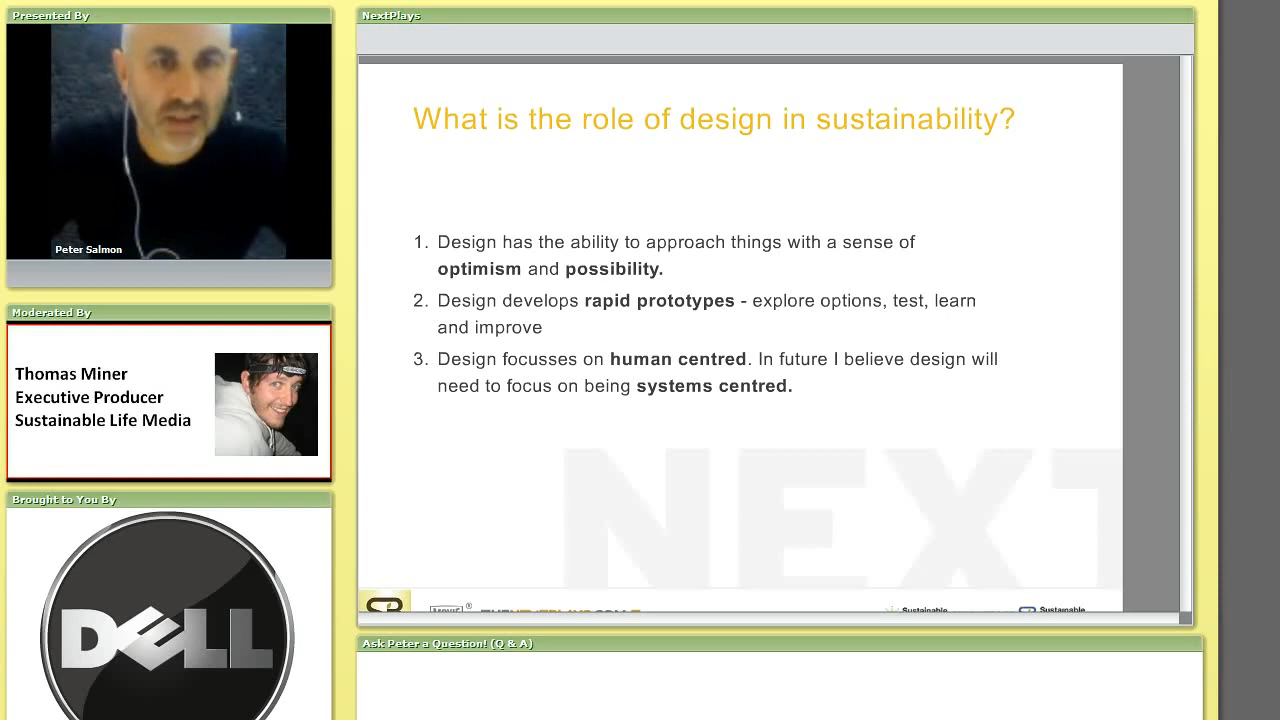 Presented By
Peter Salmon
Moderated By
Thomas Miner
Executive Producer
Sustainable Life Media
Brought to You By
DELL
NextPlays
What is the role of design in sustainability?
1. Design has the ability to approach things with a sense of
optimism and possibility.
2. Design develops rapid prototypes - explore options, test, learn
and improve
3. Design focusses on human centred. In future I believe design will
need to focus on being systems centred.
NEXT
SB
Sustainable
Sustainable
Ask Peter a Question! (Q & A)